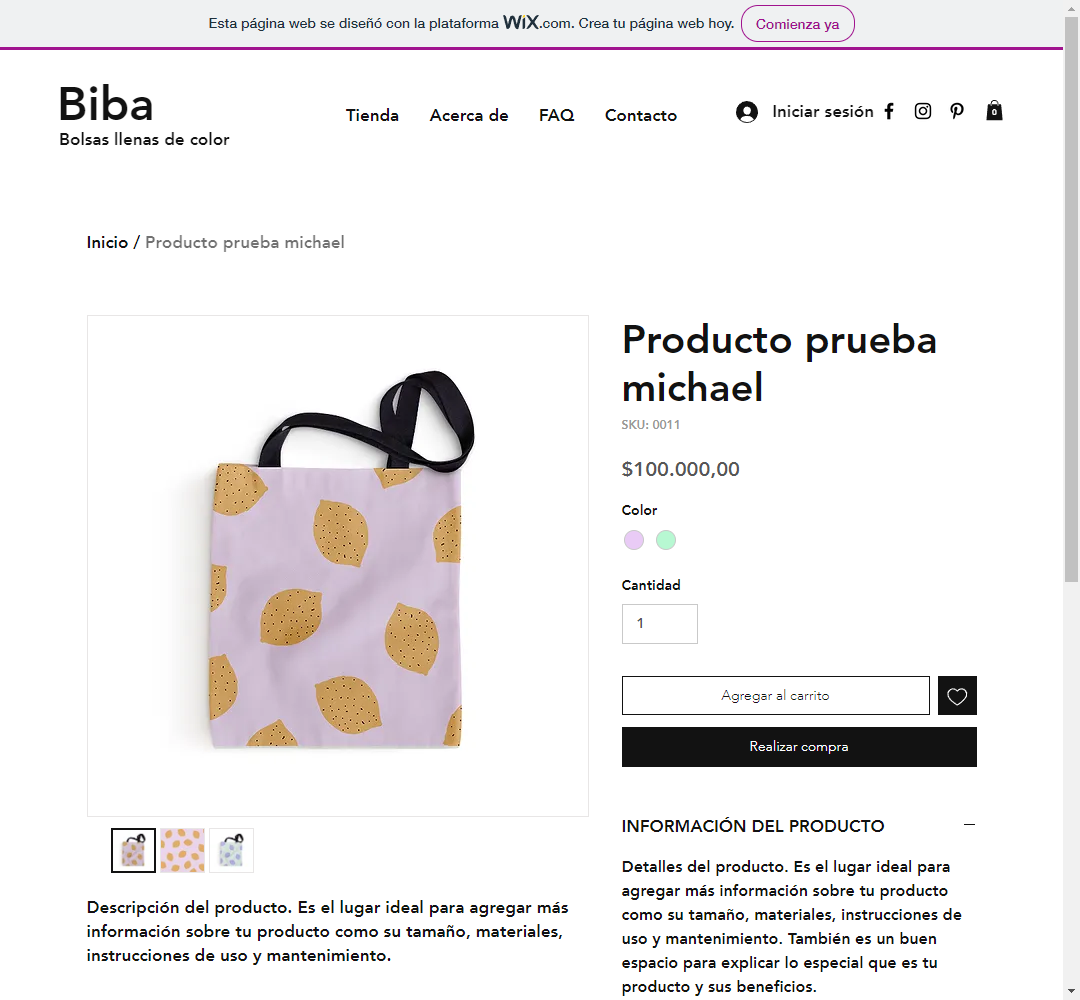 Esta página web se diseñó con la plataforma WiX.com. Crea tu página web hoy. Comienza ya
Biba
Bolsas llenas de color
Tienda Acerca de FAQ Contacto
Iniciar sesión
0
Inicio / Producto prueba michael
Producto prueba
michael
SKU: 0011
$100.000,00
Color
Cantidad
1
Agregar al carrito
Realizar compra
Descripción del producto. Es el lugar ideal para agregar más
información sobre tu producto como su tamaño, materiales,
instrucciones de uso y mantenimiento.
INFORMACIÓN DEL PRODUCTO
Detalles del producto. Es el lugar ideal para
agregar más información sobre tu producto
como su tamaño, materiales, instrucciones de
uso y mantenimiento. También es un buen
espacio para explicar lo especial que es tu
producto y sus beneficios.